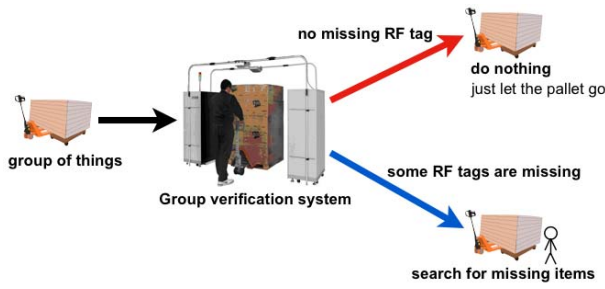 no missing RF tag
do nothing
just let the pallet go
group of things
Group verification system
some RF tags are missing
search for missing items